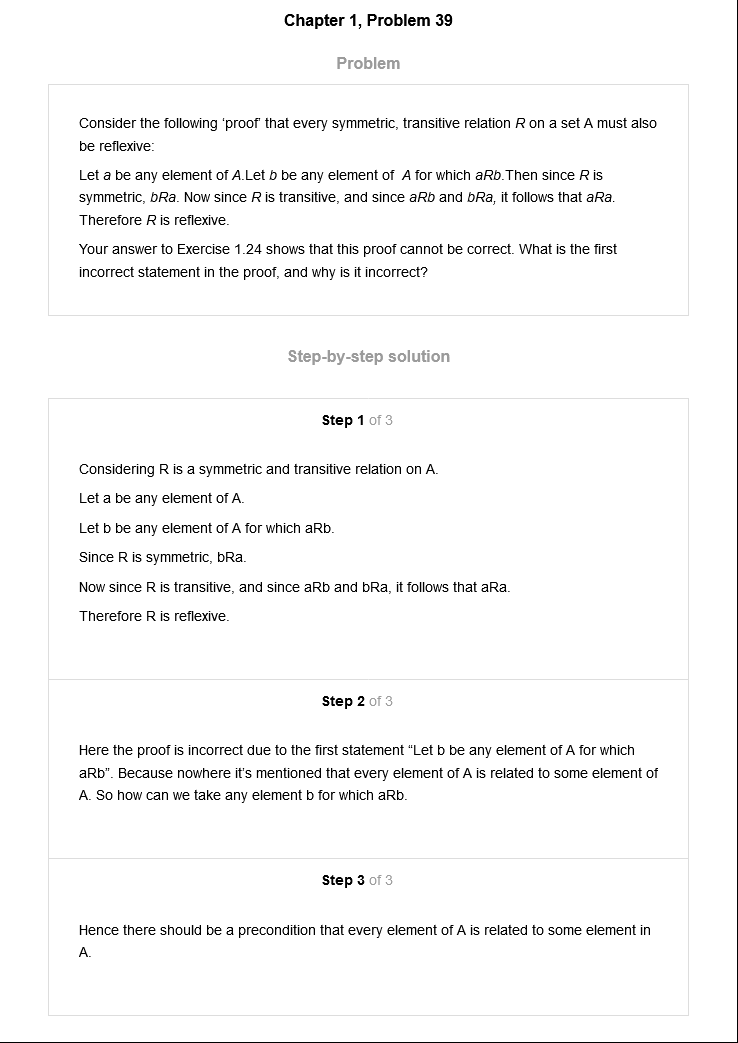 Chapter 1, Problem 39
Problem
Consider the following ‘proof’ that every symmetric, transitive relation R on a set A must also
be reflexive:
Let a be any element of A.Let b be any element of A for which aRb.Then since R is
symmetric, bRa. Now since R is transitive, and since aRb and bRa, it follows that aRa.
Therefore R is reflexive.
Your answer to Exercise 1.24 shows that this proof cannot be correct. What is the first
incorrect statement in the proof, and why is it incorrect?
Step-by-step solution
Step 1 of 3
Considering R is a symmetric and transitive relation on A.
Let a be any element of A.
Let b be any element of A for which aRb.
Since R is symmetric, bRa.
Now since R is transitive, and since aRb and bRa, it follows that aRa.
Therefore R is reflexive.
Step 2 of 3
Here the proof is incorrect due to the first statement “Let b be any element of A for which
aRb”. Because nowhere it’s mentioned that every element of A is related to some element of
A. So how can we take any element b for which aRb.
Step 3 of 3
Hence there should be a precondition that every element of A is related to some element in
A.